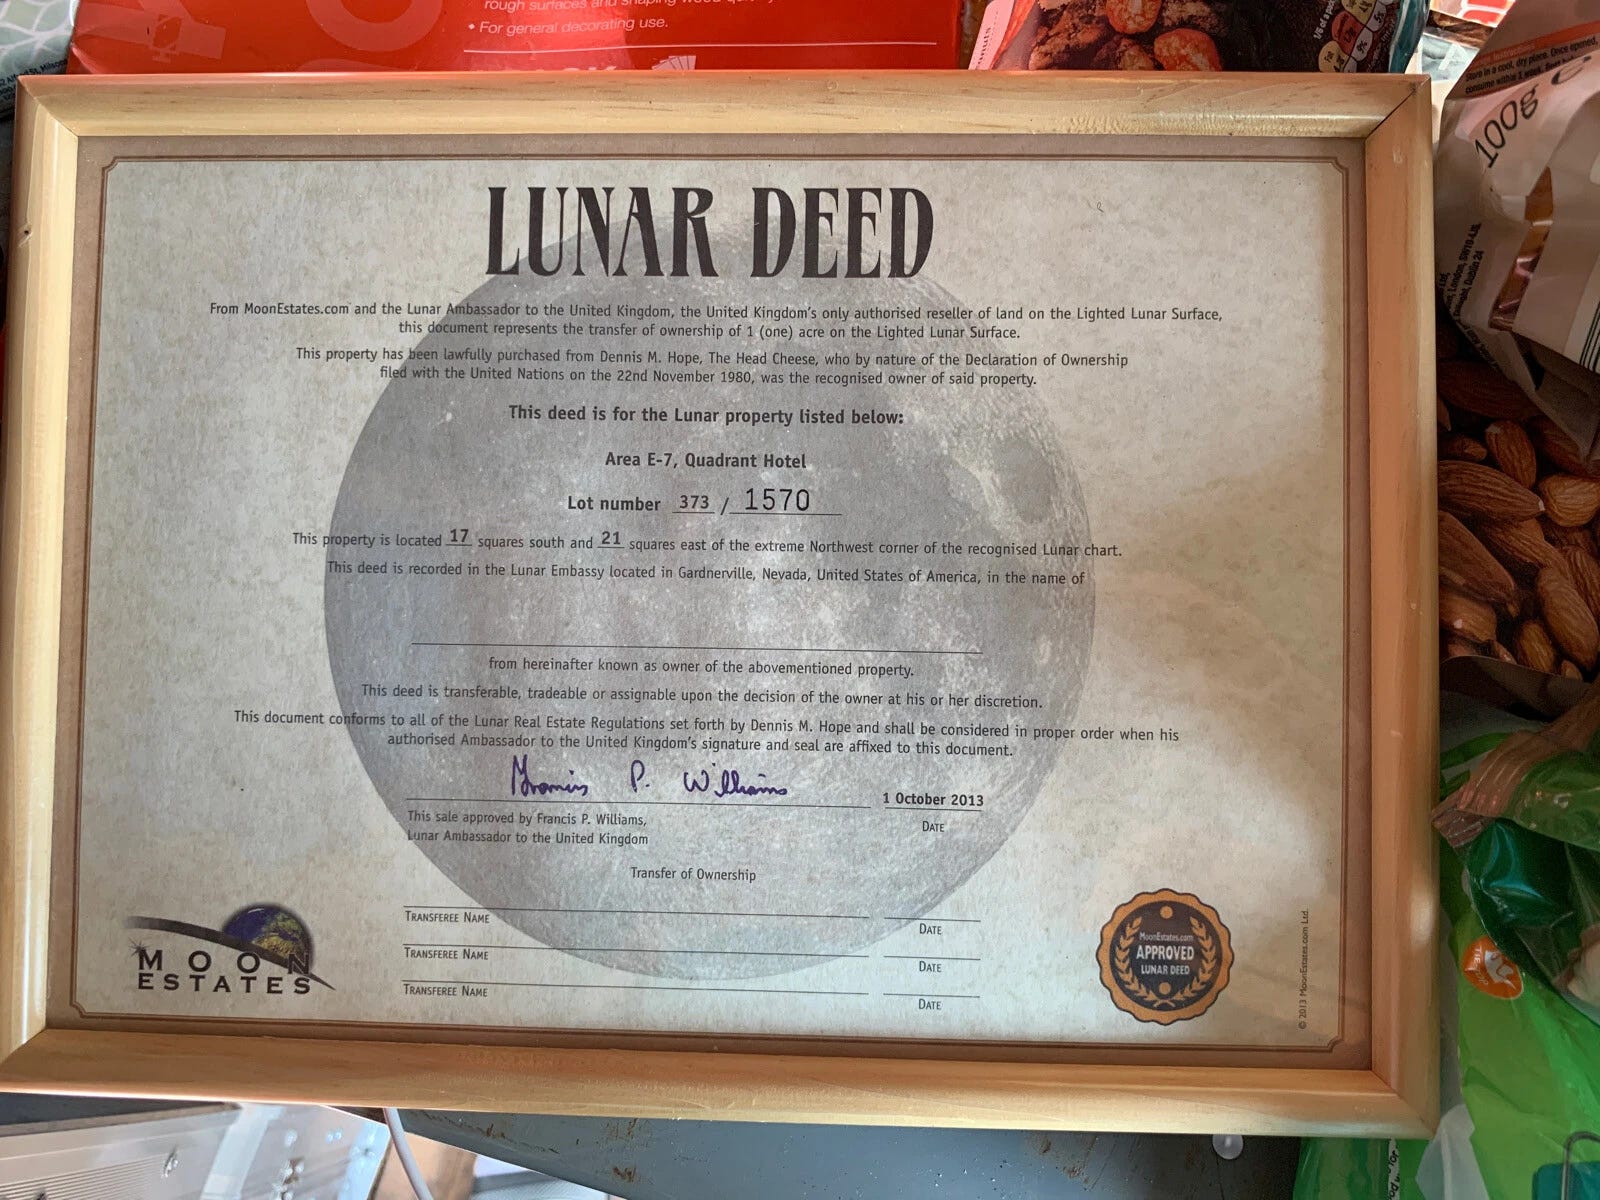 rough surfaces and shaping wood
• For general decorating use.
100g e
Store in a cool, dry place. Once opened,
LUNAR DEED
From MoonEstates.com and the Lunar Ambassador to the United Kingdom, the United Kingdom's only authorised reseller of land on the Lighted Lunar Surface,
this document represents the transfer of ownership of 1 (one) acre on the Lighted Lunar Surface.
This property has been lawfully purchased from Dennis M. Hope, The Head Cheese, who by nature of the Declaration of Ownership
filed with the United Nations on the 22nd November 1980, was the recognised owner of said property.
This deed is for the Lunar property listed below:
Area E-7, Quadrant Hotel
Lot number 373 / 1570
This property is located 17 squares south and 21 squares east of the extreme Northwest corner of the recognised Lunar chart.
This deed is recorded in the Lunar Embassy located in Gardnerville, Nevada, United States of America, in the name of
from hereinafter known as owner of the abovementioned property.
This deed is transferable, tradeable or assignable upon the decision of the owner at his or her discretion.
This document conforms to all of the Lunar Real Estate Regulations set forth by Dennis M. Hope and shall be considered in proper order when his
authorised Ambassador to the United Kingdom's signature and seal are affixed to this document.
Francis P. Williams
1 October 2013
This sale approved by Francis P. Williams,
Lunar Ambassador to the United Kingdom
DATE
Transfer of Ownership
TRANSFEREE NAME
DATE
TRANSFEREE NAME
DATE
TRANSFEREE NAME
DATE
MOON
ESTATES
MoonEstates.com
APPROVED
LUNAR DEED
© 2013 MoonEstates.com Ltd.